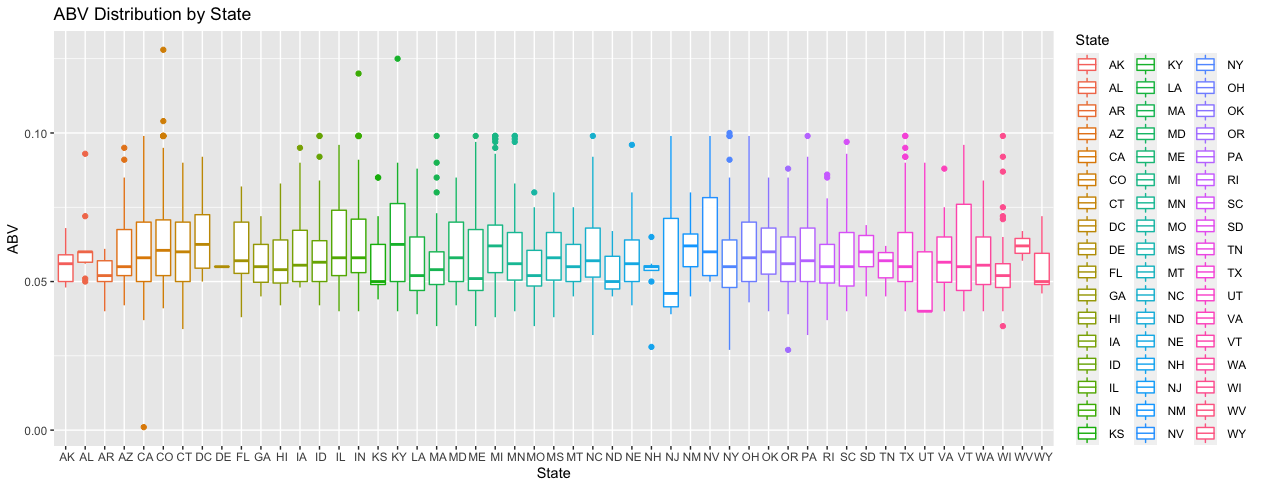 ABV Distribution by State
ABV
0.10
0.05
0.00
AK AL AR AZ CA CO CT DC DE FL GA HI IA ID IL IN KS KY LA MA MD ME MI MN MO MS MT NC ND NE NH NJ NM NV NY OH OK OR PA RI SC SD TN TX UT VA VT WA WI WV WY
State
State
AK KY NY
AL LA OH
AR MA OK
AZ MD OR
CA ME PA
CO MI RI
CT MN SC
DC MO SD
DE MS TN
FL MT TX
GA NC UT
HI ND VA
IA NE VT
ID NH WA
IL NJ WI
IN NM WV
KS NV WY